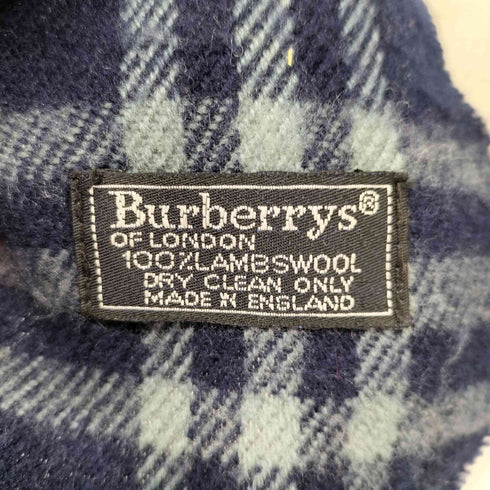 Burberrys®
OF LONDON
100%LAMBSWOOL
DRY CLEAN ONLY
MADE IN ENGLAND